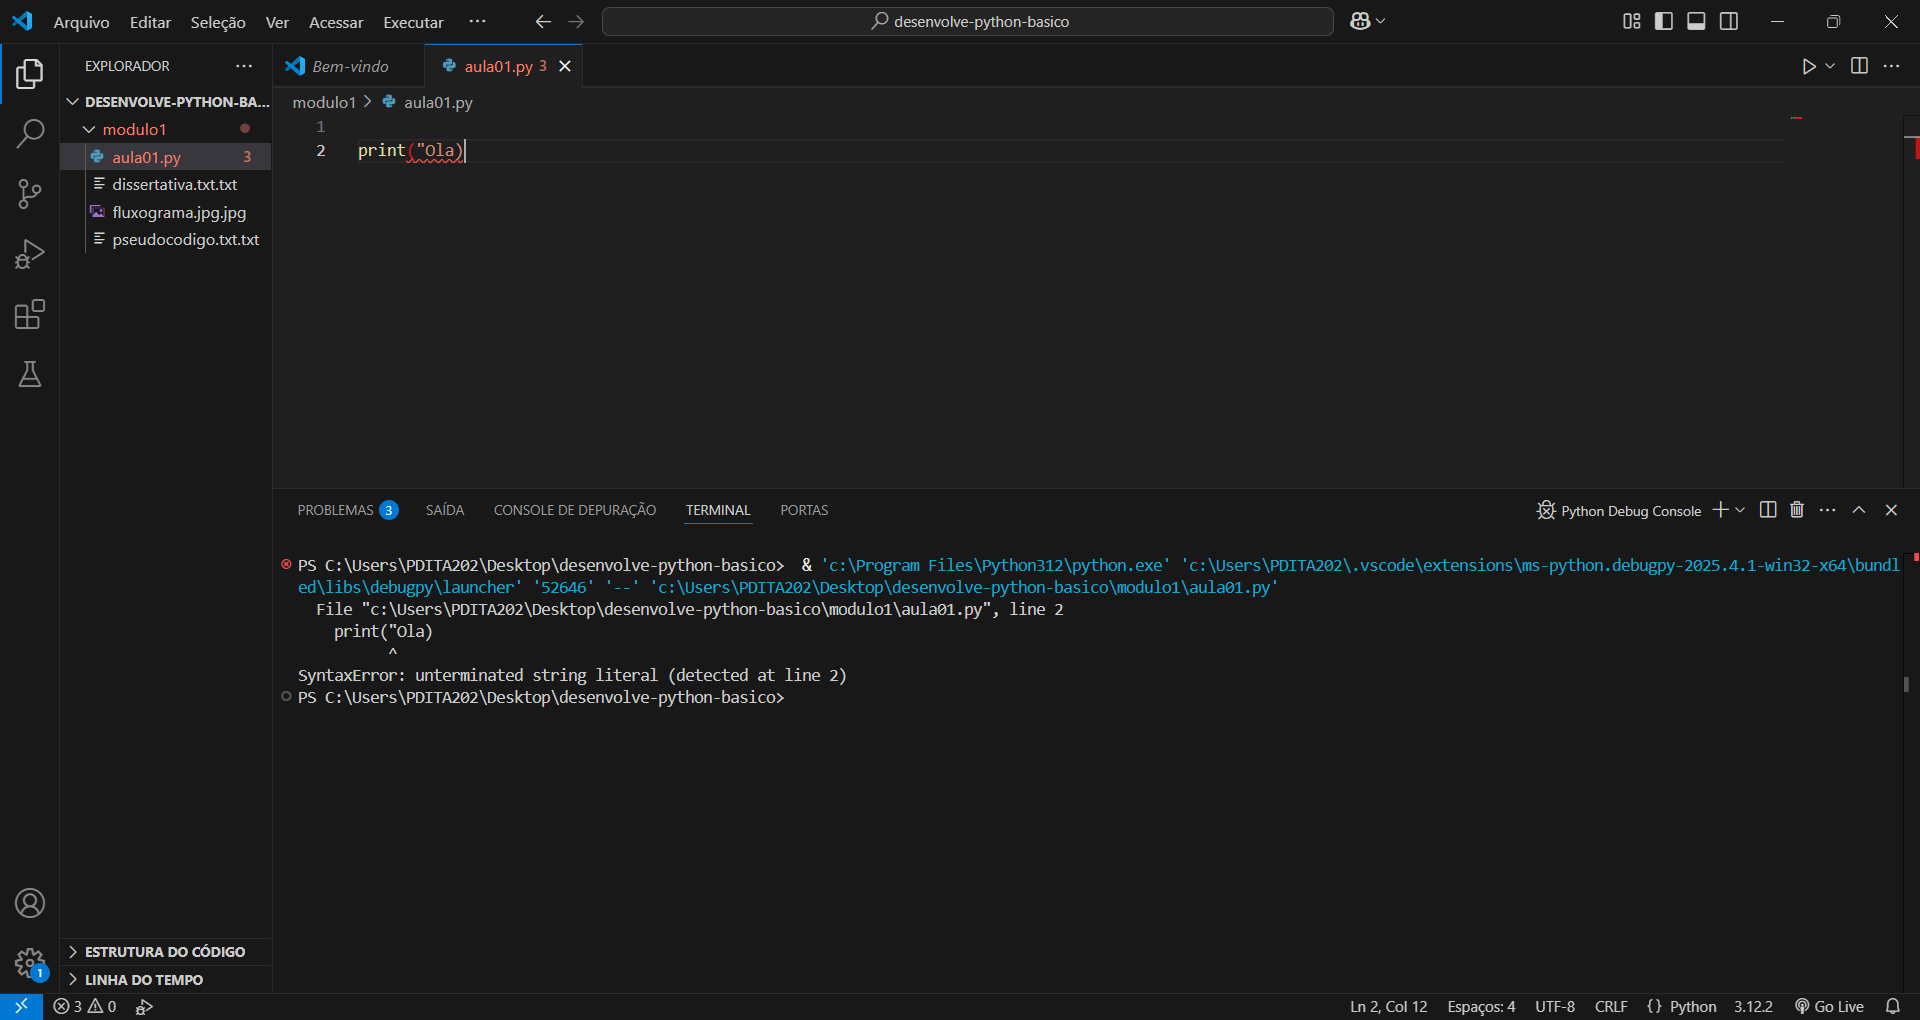 Arquivo Editar Seleção Ver Acessar Executar ··· desenvolve-python-basico
EXPLORADOR ···
Bem-vindo
aula01.py 3
DESENVOLVE-PYTHON-BA...
modulo1
aula01.py 3
dissertativa.txt.txt
fluxograma.jpg.jpg
pseudocodigo.txt.txt
modulo1 > aula01.py
1
2 print("Ola)
PROBLEMAS 3 SAÍDA CONSOLE DE DEPURAÇÃO TERMINAL PORTAS
Python Debug Console
PS C:\Users\PDITA202\Desktop\desenvolve-python-basico>  & 'c:\Program Files\Python312\python.exe' 'c:\Users\PDITA202\.vscode\extensions\ms-python.debugpy-2025.4.1-win32-x64\bundl
ed\libs\debugpy\launcher' '52646' '--' 'c:\Users\PDITA202\Desktop\desenvolve-python-basico\modulo1\aula01.py'
  File "c:\Users\PDITA202\Desktop\desenvolve-python-basico\modulo1\aula01.py", line 2
    print("Ola)
          ^
SyntaxError: unterminated string literal (detected at line 2)
PS C:\Users\PDITA202\Desktop\desenvolve-python-basico>
ESTRUTURA DO CÓDIGO
LINHA DO TEMPO
1
3 0
Ln 2, Col 12 Espaços: 4 UTF-8 CRLF {} Python 3.12.2 Go Live